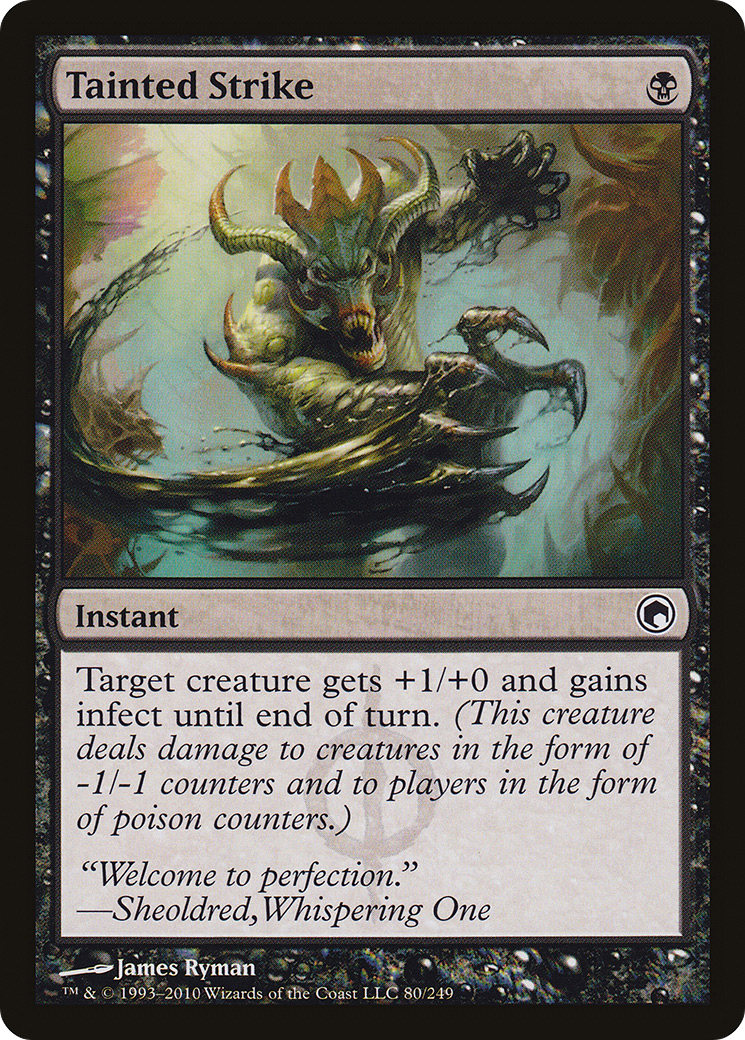 Tainted Strike
Instant
Target creature gets +1/+0 and gains
infect until end of turn. (This creature
deals damage to creatures in the form of
-1/-1 counters and to players in the form
of poison counters.)
“Welcome to perfection.”
—Sheoldred, Whispering One
James Ryman
™ & © 1993–2010 Wizards of the Coast LLC 80/249